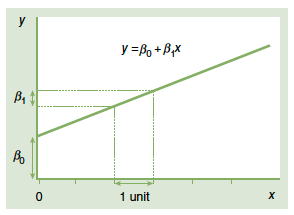 y
y = β₀ + β₁x
β₁
β₀
0
1 unit
x